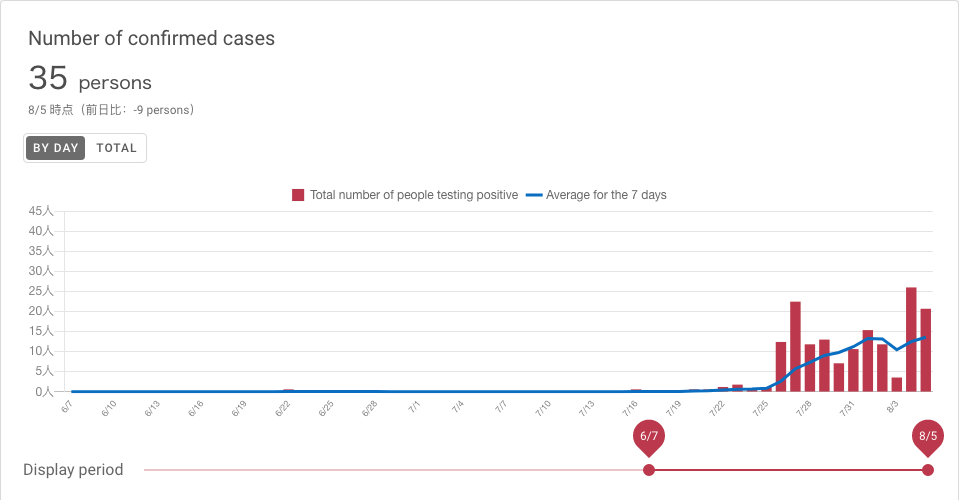 Number of confirmed cases
35 persons
8/5 時点（前日比：-9 persons）
BY DAY TOTAL
Total number of people testing positive Average for the 7 days
45人
40人
35人
30人
25人
20人
15人
10人
5人
0人
6/7 6/10 6/13 6/16 6/19 6/22 6/25 6/28 7/1 7/4 7/7 7/10 7/13 7/16 7/19 7/22 7/25 7/28 7/31 8/3
6/7 8/5
Display period